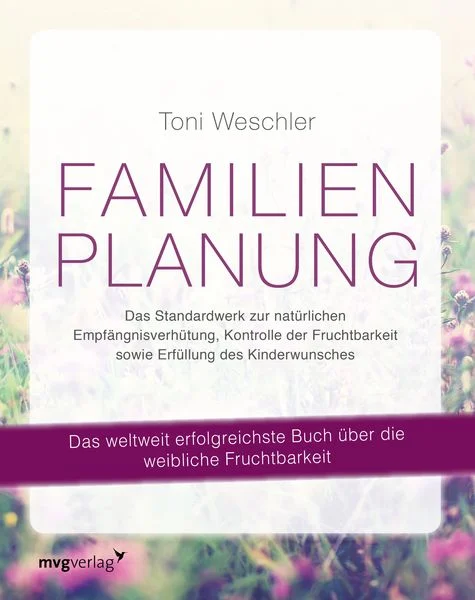 Toni Weschler
FAMILIEN
PLANUNG
Das Standardwerk zur natürlichen
Empfängnisverhütung, Kontrolle der Fruchtbarkeit
sowie Erfüllung des Kinderwunsches
Das weltweit erfolgreichste Buch über die
weibliche Fruchtbarkeit
mvgverlag